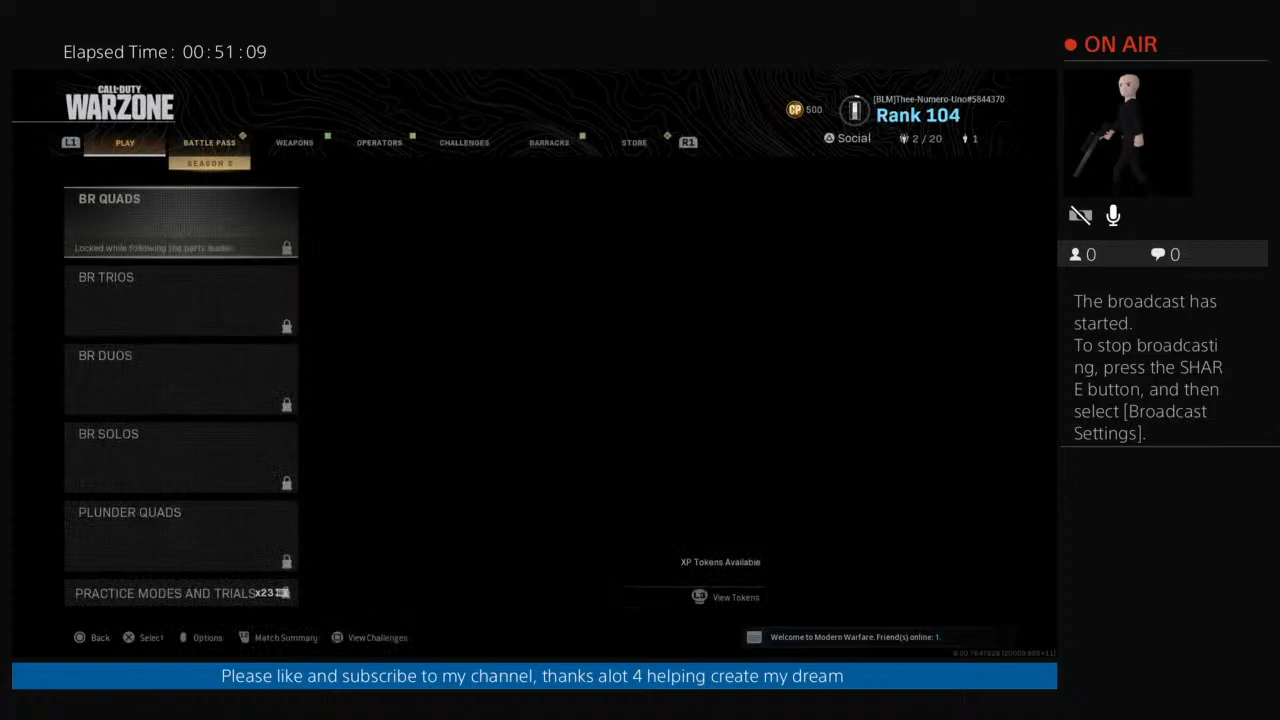 Elapsed Time: 00:51:09
ON AIR
CALL OF DUTY
WARZONE
CP 500
[BLM]Thee-Numero-Uno#5844370
Rank 104
Social 2 / 20 1
L1 PLAY BATTLE PASS WEAPONS OPERATORS CHALLENGES BARRACKS STORE R1
BR QUADS
Locked while following the party leader
BR TRIOS
BR DUOS
BR SOLOS
PLUNDER QUADS
PRACTICE MODES AND TRIALS x23
XP Tokens Available
View Tokens
Back Select Options Match Summary View Challenges
Welcome to Modern Warfare. Friend(s) online: 1.
Please like and subscribe to my channel, thanks alot 4 helping create my dream
0 0
The broadcast has
started.
To stop broadcasti
ng, press the SHAR
E button, and then
select [Broadcast
Settings].